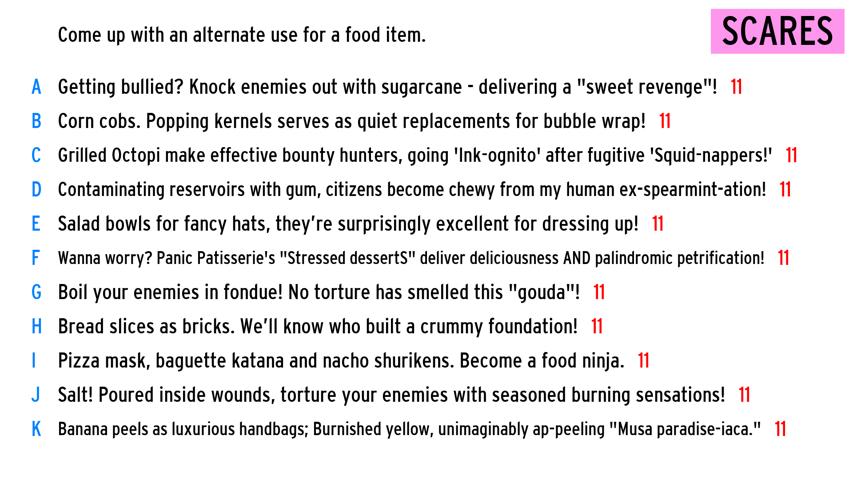 Come up with an alternate use for a food item.
SCARES
A Getting bullied? Knock enemies out with sugarcane - delivering a "sweet revenge"! 11
B Corn cobs. Popping kernels serves as quiet replacements for bubble wrap! 11
C Grilled Octopi make effective bounty hunters, going 'Ink-ognito' after fugitive 'Squid-nappers!' 11
D Contaminating reservoirs with gum, citizens become chewy from my human ex-spearmint-ation! 11
E Salad bowls for fancy hats, they're surprisingly excellent for dressing up! 11
F Wanna worry? Panic Patisserie's "Stressed dessertS" deliver deliciousness AND palindromic petrification! 11
G Boil your enemies in fondue! No torture has smelled this "gouda"! 11
H Bread slices as bricks. We'll know who built a crummy foundation! 11
I Pizza mask, baguette katana and nacho shurikens. Become a food ninja. 11
J Salt! Poured inside wounds, torture your enemies with seasoned burning sensations! 11
K Banana peels as luxurious handbags; Burnished yellow, unimaginably ap-peeling "Musa paradise-iaca." 11